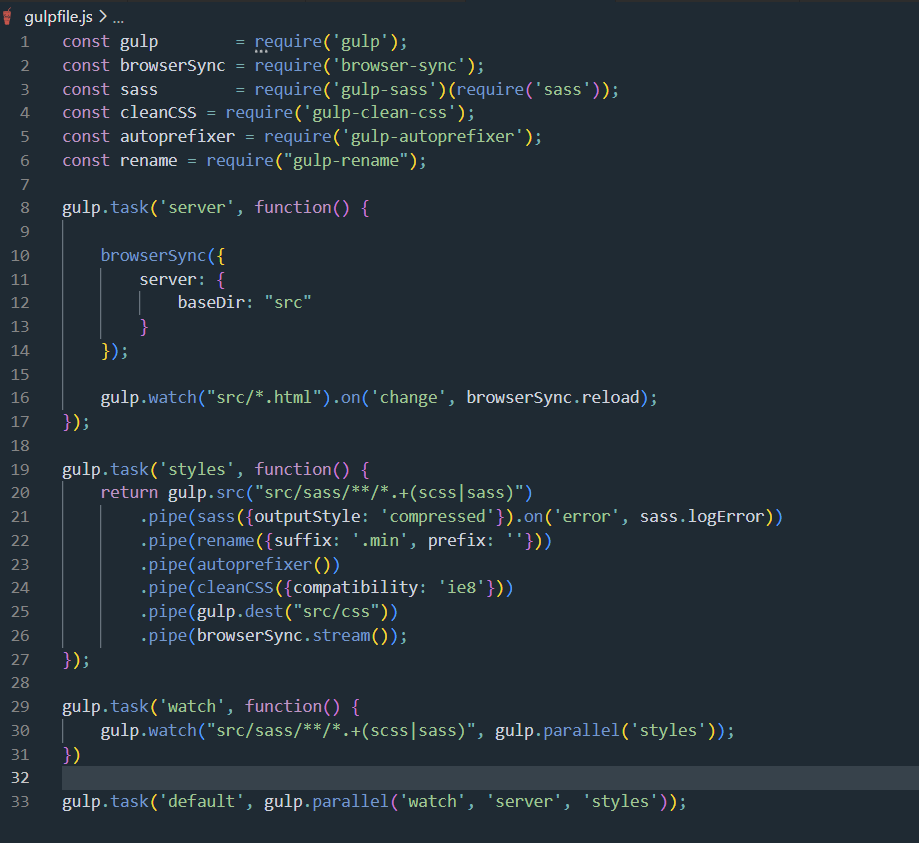 gulpfile.js > ...
1 const gulp        = require('gulp');
2 const browserSync = require('browser-sync');
3 const sass        = require('gulp-sass')(require('sass'));
4 const cleanCSS = require('gulp-clean-css');
5 const autoprefixer = require('gulp-autoprefixer');
6 const rename = require("gulp-rename");
7
8 gulp.task('server', function() {
9
10     browserSync({
11         server: {
12             baseDir: "src"
13         }
14     });
15
16     gulp.watch("src/*.html").on('change', browserSync.reload);
17 });
18
19 gulp.task('styles', function() {
20     return gulp.src("src/sass/**/*.+(scss|sass)")
21         .pipe(sass({outputStyle: 'compressed'}).on('error', sass.logError))
22         .pipe(rename({suffix: '.min', prefix: ''}))
23         .pipe(autoprefixer())
24         .pipe(cleanCSS({compatibility: 'ie8'}))
25         .pipe(gulp.dest("src/css"))
26         .pipe(browserSync.stream());
27 });
28
29 gulp.task('watch', function() {
30     gulp.watch("src/sass/**/*.+(scss|sass)", gulp.parallel('styles'));
31 })
32
33 gulp.task('default', gulp.parallel('watch', 'server', 'styles'));